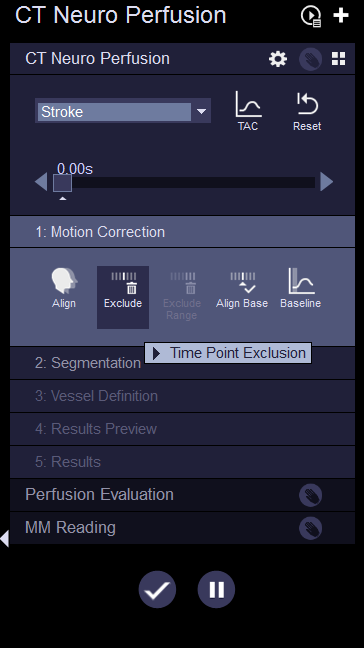 CT Neuro Perfusion
CT Neuro Perfusion
Stroke
TAC
Reset
0.00s
1: Motion Correction
Align
Exclude
Exclude
Range
Align Base
Baseline
Time Point Exclusion
2: Segmentation
3: Vessel Definition
4: Results Preview
5: Results
Perfusion Evaluation
MM Reading